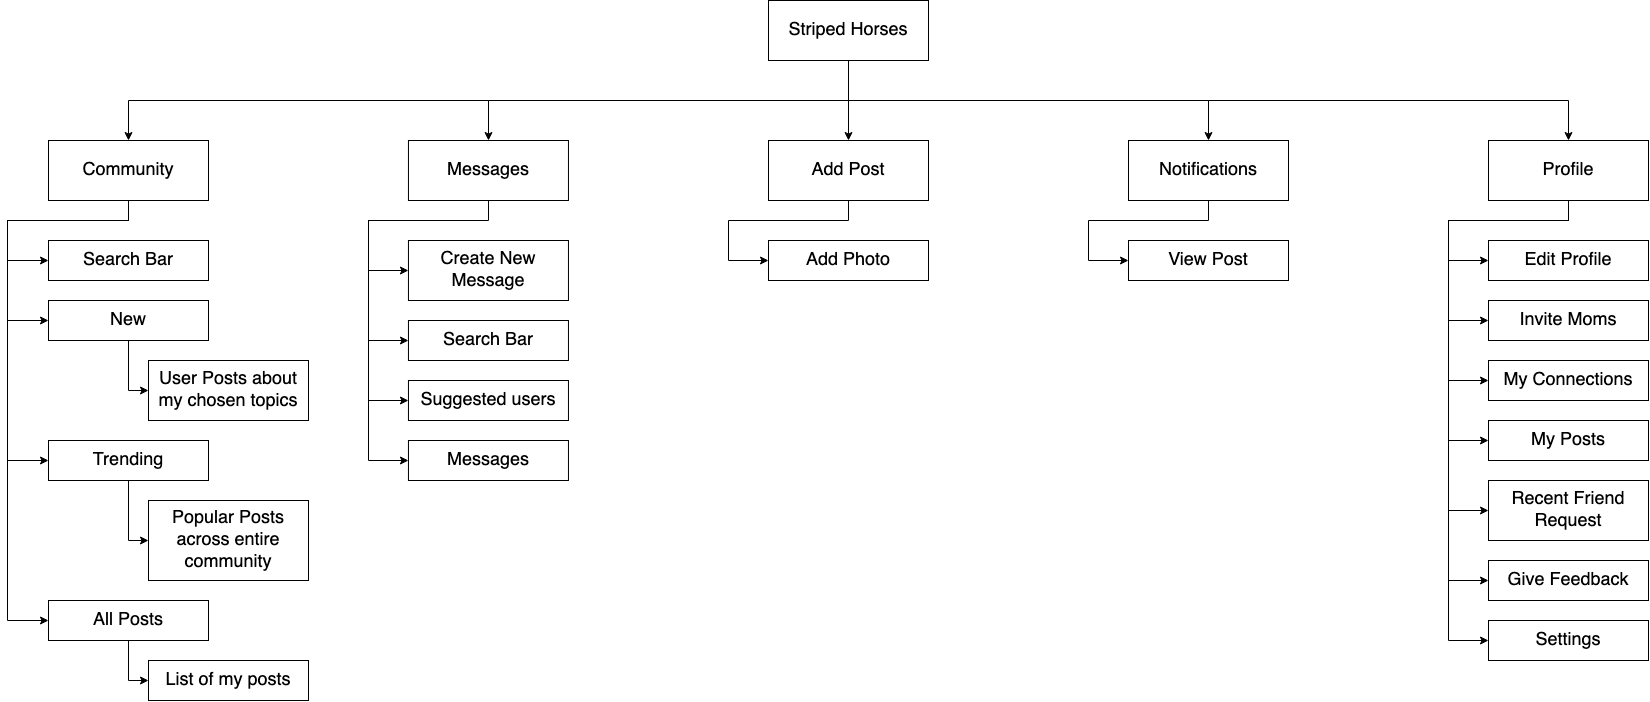 Striped Horses
Community
Messages
Add Post
Notifications
Profile
Search Bar
New
User Posts about
my chosen topics
Trending
Popular Posts
across entire
community
All Posts
List of my posts
Create New
Message
Search Bar
Suggested users
Messages
Add Photo
View Post
Edit Profile
Invite Moms
My Connections
My Posts
Recent Friend
Request
Give Feedback
Settings